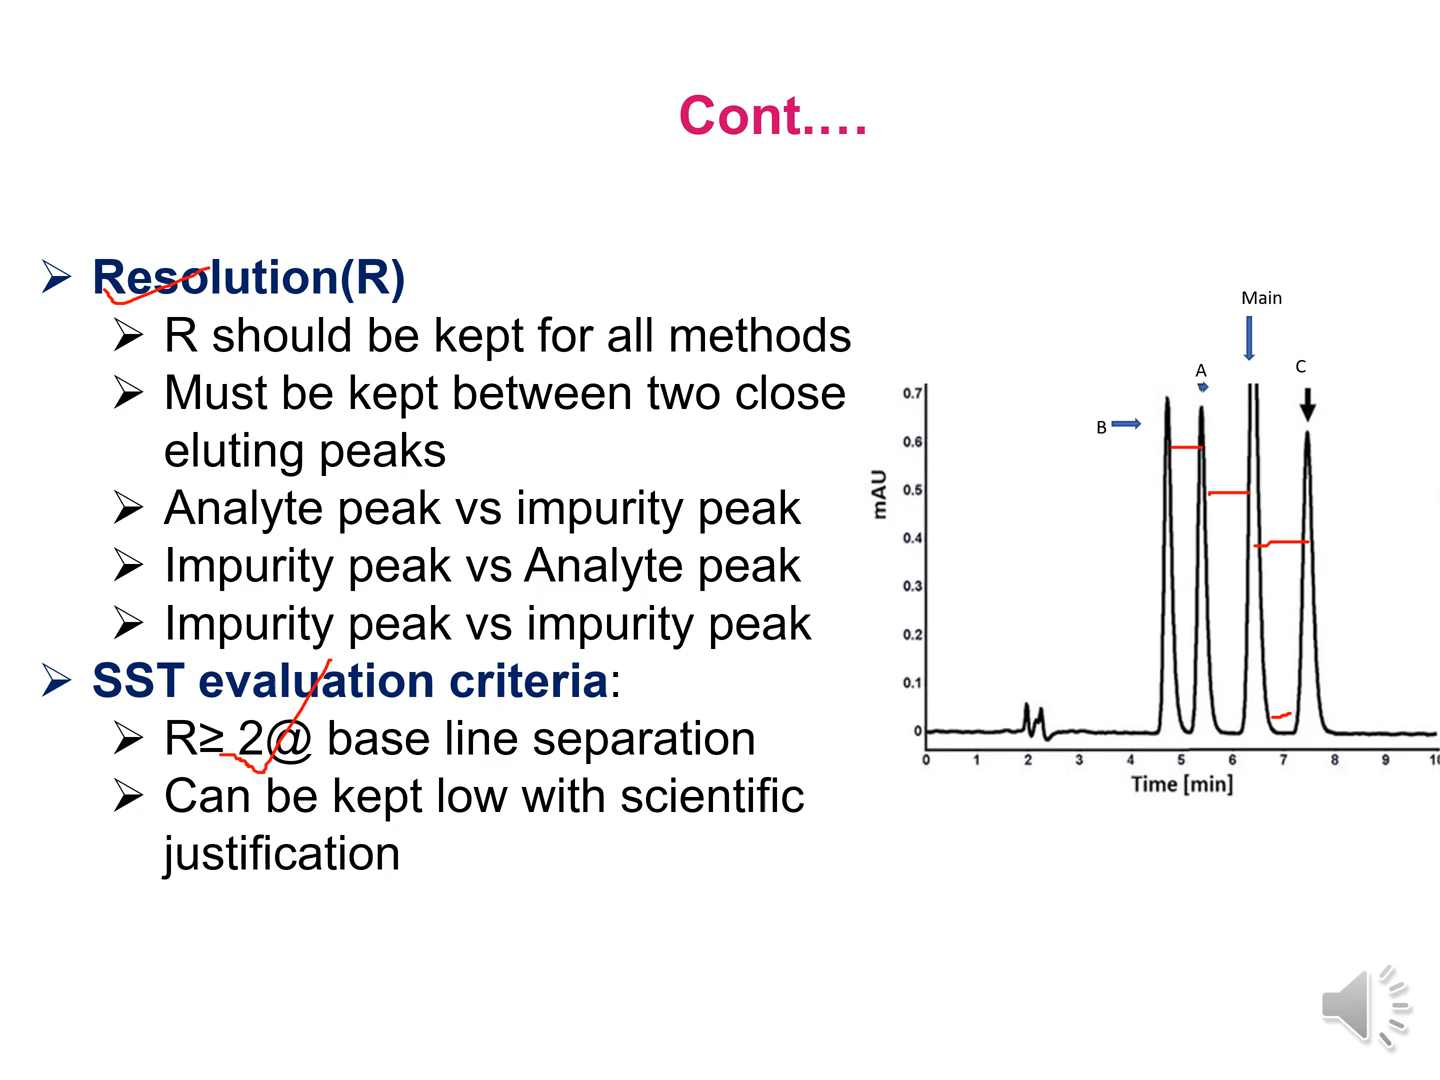 Cont.…
Resolution(R)
R should be kept for all methods
Must be kept between two close
eluting peaks
Analyte peak vs impurity peak
Impurity peak vs Analyte peak
Impurity peak vs impurity peak
SST evaluation criteria:
R≥ 2@ base line separation
Can be kept low with scientific
justification
Main
A
C
B
mAU
0.7
0.6
0.5
0.4
0.3
0.2
0.1
0
0 1 2 3 4 5 6 7 8 9 10
Time [min]